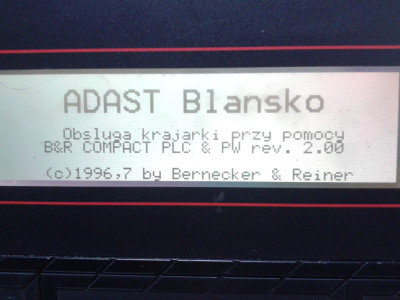 ADAST Blansko
Obsluga krajarki przy pomocy
B&R COMPACT PLC & PW rev. 2.00
(c)1996,7 by Bernecker & Reiner